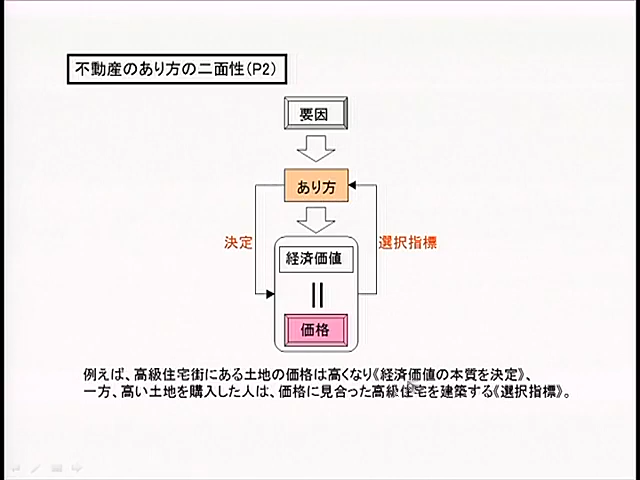 不動産のあり方の二面性(P2)
要因
あり方
決定
選択指標
経済価値
||
価格
例えば、高級住宅街にある土地の価格は高くなり《経済価値の本質を決定》、
一方、高い土地を購入した人は、価格に見合った高級住宅を建築する《選択指標》。